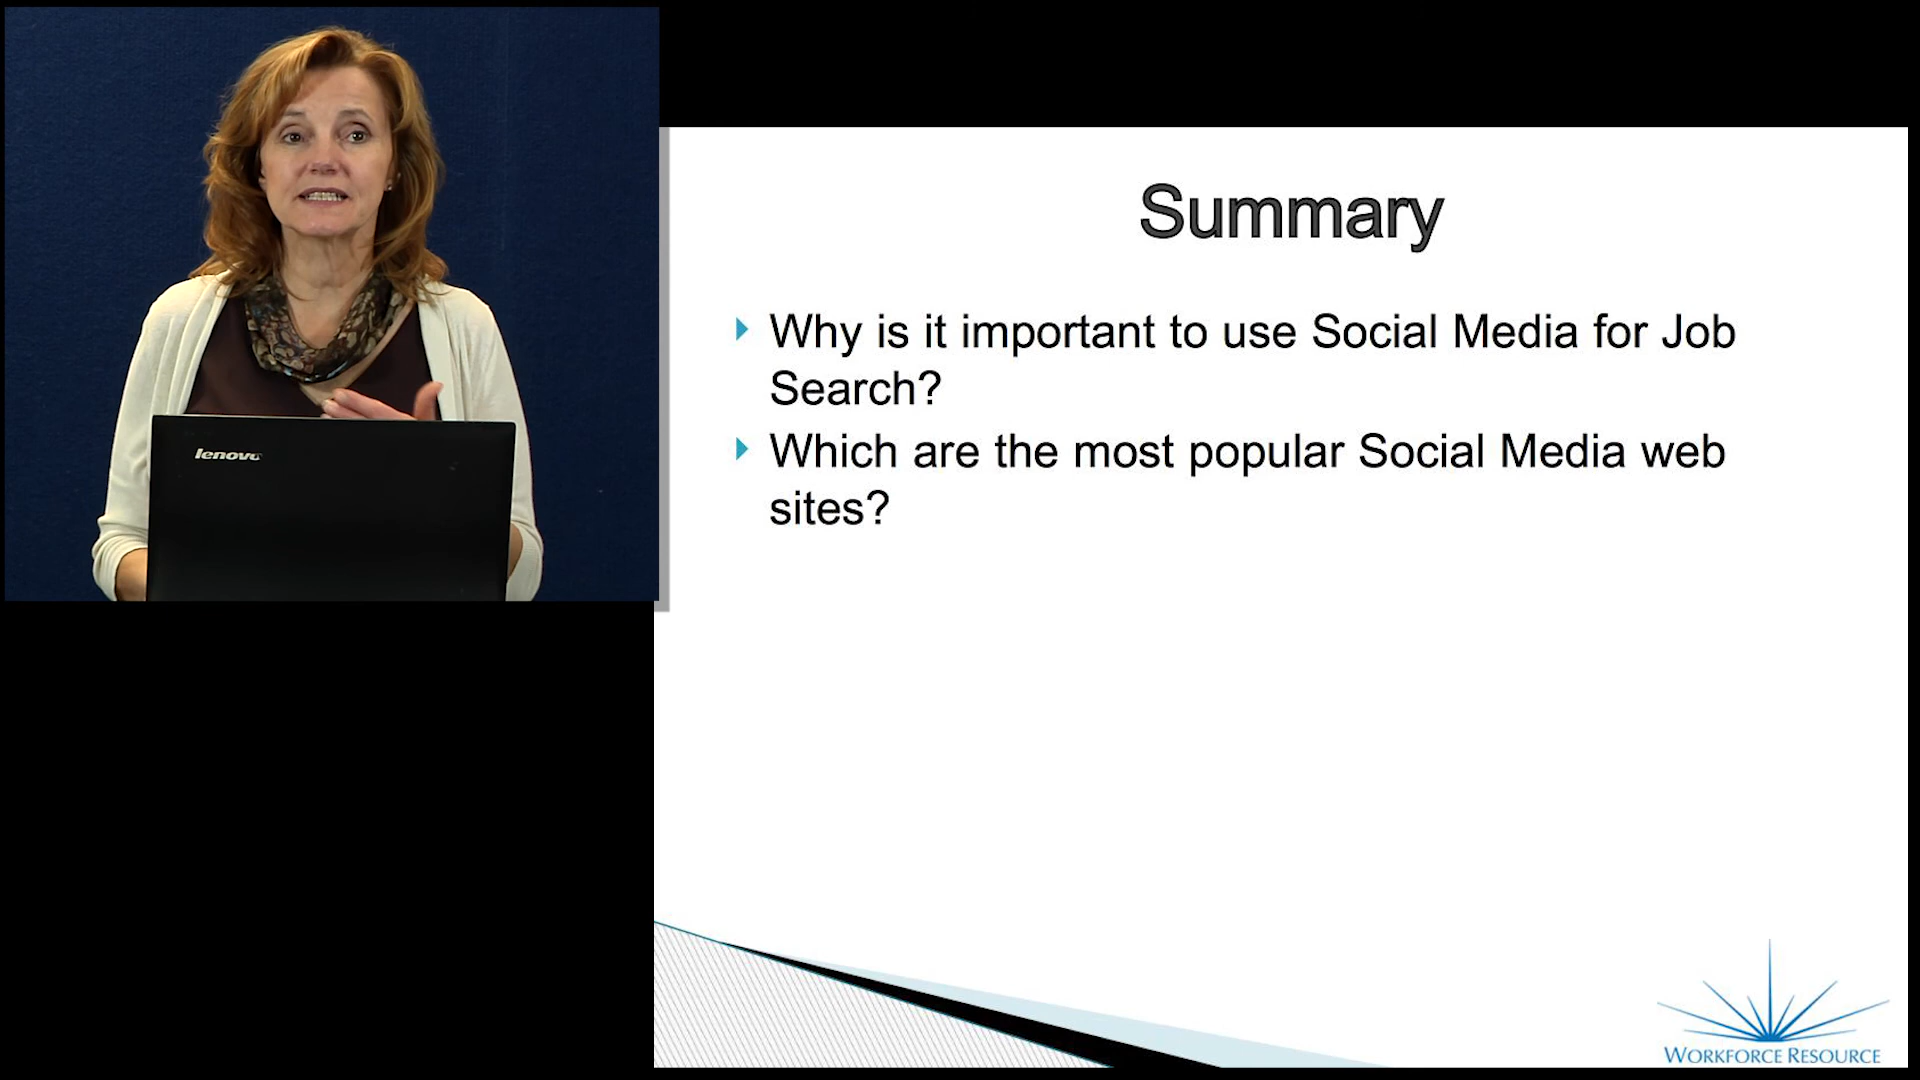 lenovo
Summary
Why is it important to use Social Media for Job
Search?
Which are the most popular Social Media web
sites?
WORKFORCE RESOURCE